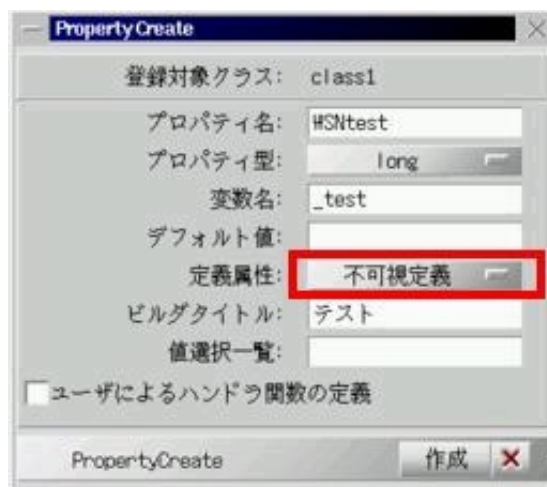 PropertyCreate
登録対象クラス: class1
プロパティ名: WSNtest
プロパティ型: long
変数名: _test
デフォルト値:
定義属性: 不可視定義
ビルダタイトル: テスト
値選択一覧:
ユーザによるハンドラ関数の定義
PropertyCreate 作成